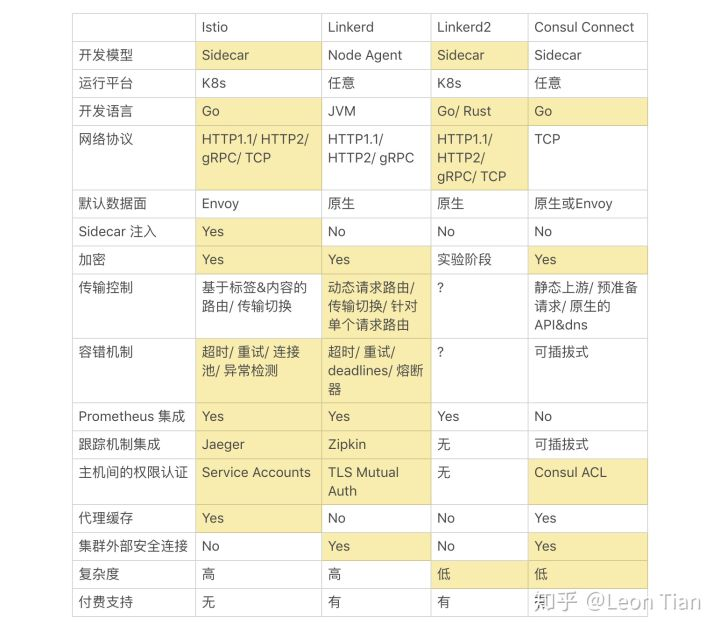 Istio Linkerd Linkerd2 Consul Connect
开发模型 Sidecar Node Agent Sidecar Sidecar
运行平台 K8s 任意 K8s 任意
开发语言 Go JVM Go/ Rust Go
网络协议 HTTP1.1/ HTTP2/ HTTP1.1/ HTTP1.1/ TCP
gRPC/ TCP HTTP2/ gRPC HTTP2/
gRPC/ TCP
默认数据面 Envoy 原生 原生 原生或Envoy
Sidecar 注入 Yes No No No
加密 Yes Yes 实验阶段 Yes
传输控制 基于标签&内容的 动态请求路由/ ? 静态上游/ 预准备
路由/ 传输切换 传输切换/ 针对 请求/ 原生的
单个请求路由 API&dns
容错机制 超时/ 重试/ 连接 超时/ 重试/ ? 可插拔式
池/ 异常检测 deadlines/ 熔断
器
Prometheus 集成 Yes Yes Yes No
跟踪机制集成 Jaeger Zipkin 无 可插拔式
主机间的权限认证 Service Accounts TLS Mutual 无 Consul ACL
Auth
代理缓存 Yes No No Yes
集群外部安全连接 No Yes No Yes
复杂度 高 高 低 低
付费支持 无 有 有
知乎 @Leon Tian